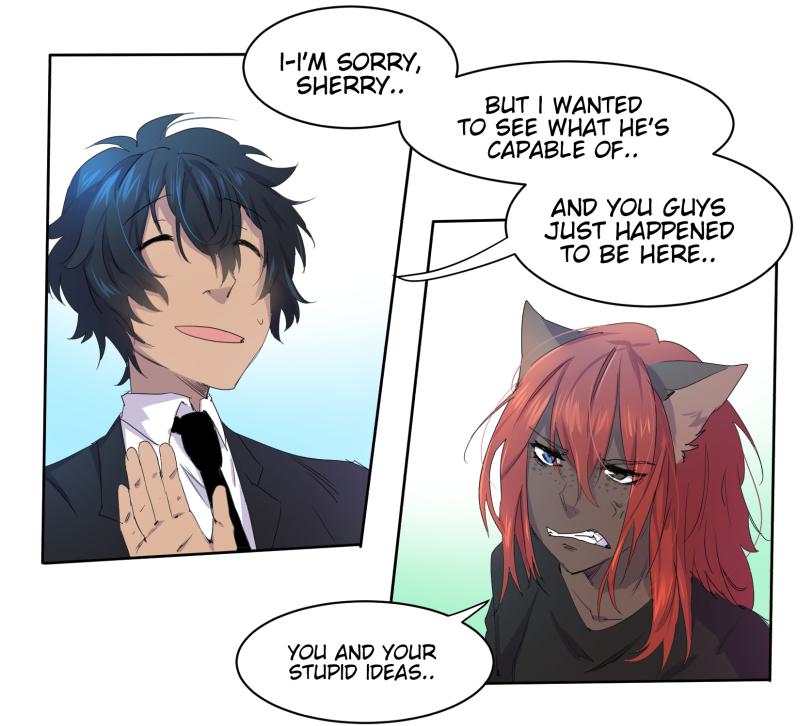 I-I'M SORRY,
SHERRY..
BUT I WANTED
TO SEE WHAT HE'S
CAPABLE OF..
AND YOU GUYS
JUST HAPPENED
TO BE HERE..
YOU AND YOUR
STUPID IDEAS..